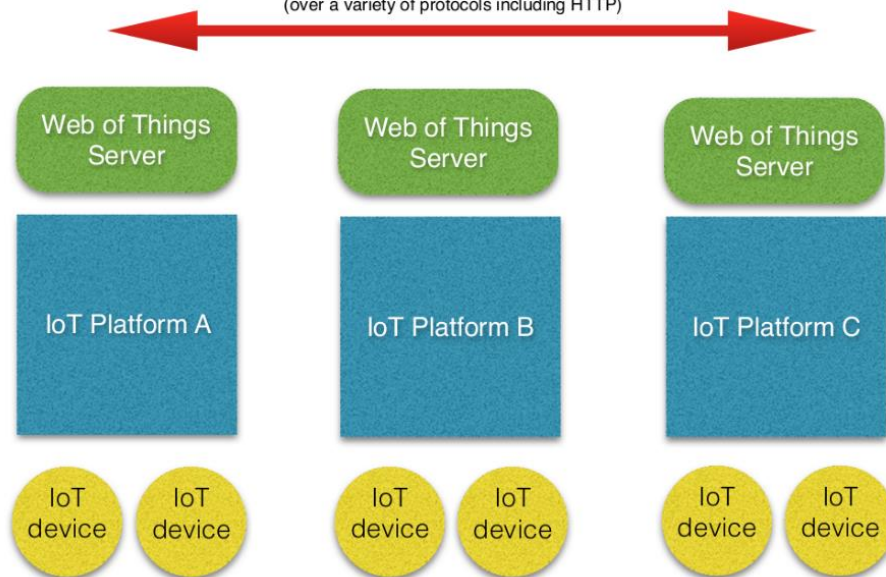 (over a variety of protocols including HTTP)
Web of Things
Server
Web of Things
Server
Web of Things
Server
IoT Platform A
IoT Platform B
IoT Platform C
IoT
device
IoT
device
IoT
device
IoT
device
IoT
device
IoT
device